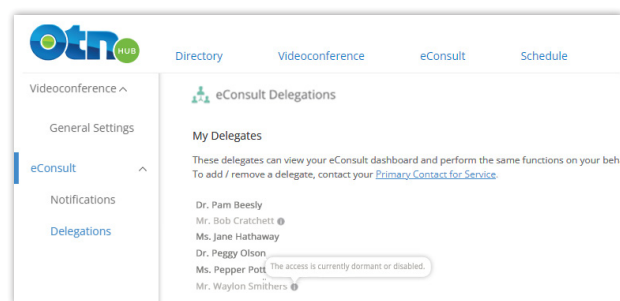 otn HUB
Directory Videoconference eConsult Schedule
Videoconference
General Settings
eConsult
Notifications
Delegations
eConsult Delegations
My Delegates
These delegates can view your eConsult dashboard and perform the same functions on your
To add / remove a delegate, contact your Primary Contact for Service.
Dr. Pam Beesly
Mr. Bob Cratchett
Ms. Jane Hathaway
Dr. Peggy Olson
The access is currently dormant or disabled.
Ms. Pepper Pott
Mr. Waylon Smithers